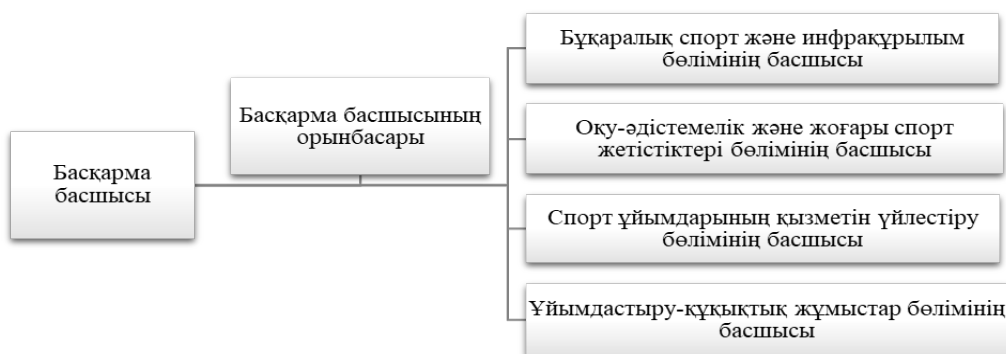 Басқарма
басшысы
Басқарма басшысының
орынбасары
Бұқаралық спорт және инфрақұрылым
бөлімінің басшысы
Оқу-әдістемелік және жоғары спорт
жетістіктері бөлімінің басшысы
Спорт ұйымдарының қызметін үйлестіру
бөлімінің басшысы
Ұйымдастыру-құқықтық жұмыстар бөлімінің
басшысы